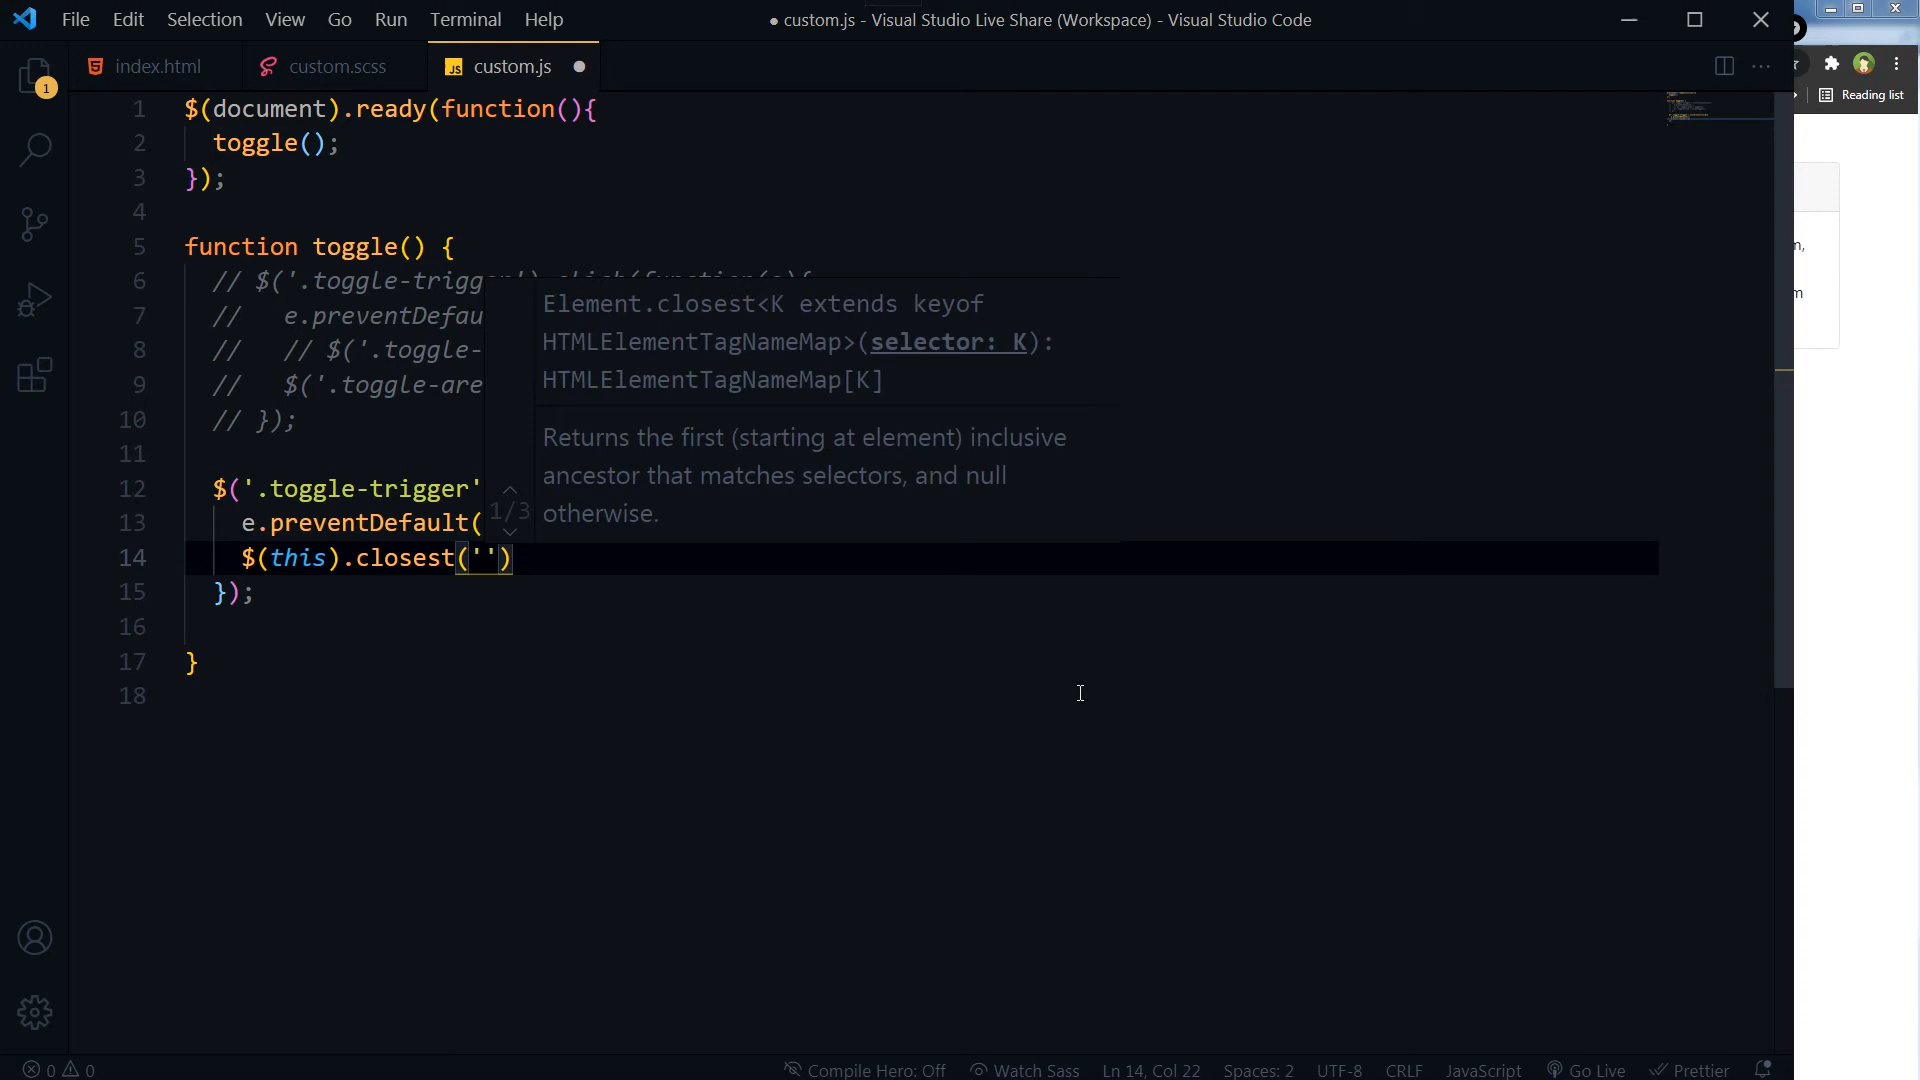 File Edit Selection View Go Run Terminal Help
● custom.js - Visual Studio Live Share (Workspace) - Visual Studio Code
index.html custom.scss JS custom.js
1
Reading list
1 $(document).ready(function(){
2 toggle();
3 });
4
5 function toggle() {
6 // $('.toggle-trigg
7 // e.preventDefau
8 // // $('.toggle-
9 // $('.toggle-are
10 // });
11
12 $('.toggle-trigger'
13 e.preventDefault(
14 $(this).closest('')
15 });
16
17 }
18
1/3
Element.closest<K extends keyof
HTMLElementTagNameMap>(selector: K):
HTMLElementTagNameMap[K]
Returns the first (starting at element) inclusive
ancestor that matches selectors, and null
otherwise.
m,
m
0 0 Compile Hero: Off Watch Sass Ln 14, Col 22 Spaces: 2 UTF-8 CRLF JavaScript Go Live Prettier